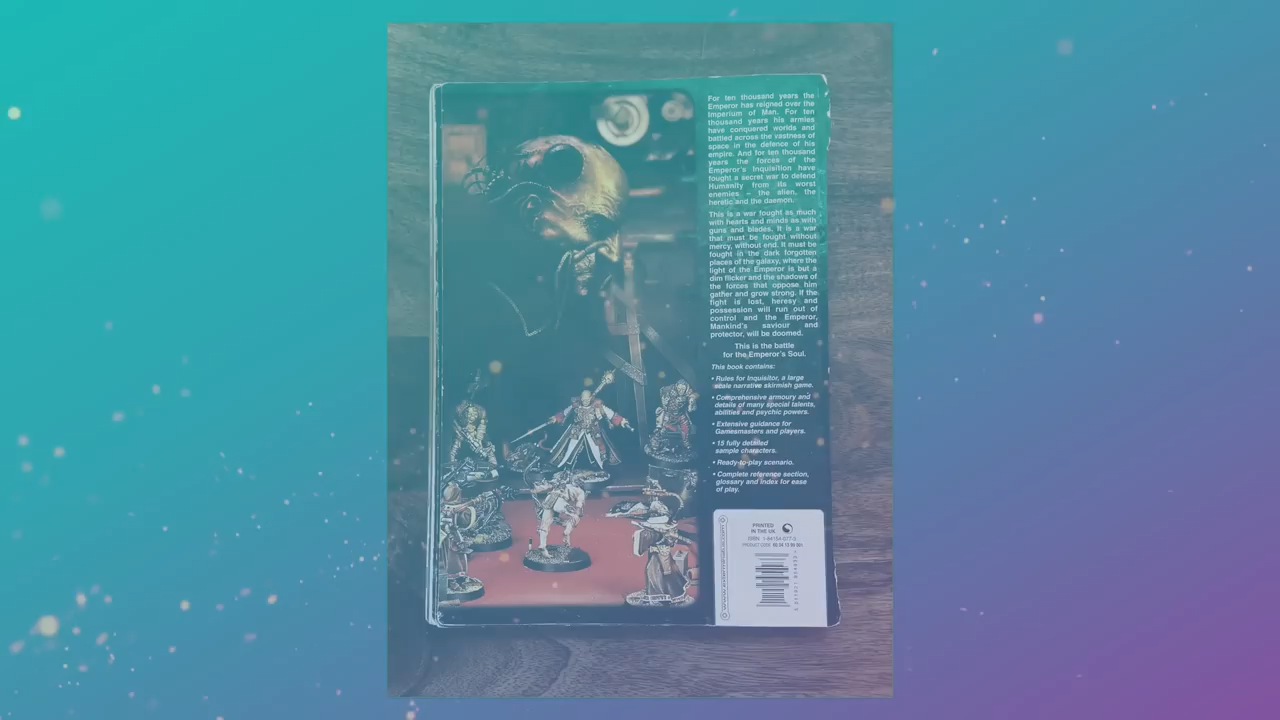 For ten thousand years the
Emperor has reigned over the
Imperium of Man. For ten
thousand years his armies
have conquered worlds and
battled across the vastness of
space in the defence of his
empire. And for ten thousand
years the forces of the
Emperor's Inquisition have
fought a secret war to defend
Humanity from its worst
enemies – the alien, the
heretic and the daemon.
This is a war fought as much
with hearts and minds as with
guns and blades. It is a war
that must be fought without
mercy, without end. It must be
fought in the dark forgotten
places of the galaxy, where the
light of the Emperor is but a
dim flicker and the shadows of
the forces that oppose him
gather and grow strong. If the
fight is lost, heresy and
possession will run out of
control and the Emperor,
Mankind's saviour and
protector, will be doomed.
This is the battle
for the Emperor's Soul.
This book contains:
• Rules for Inquisitor, a large
scale narrative skirmish game.
• Comprehensive armoury and
details of many special talents,
abilities and psychic powers.
• Extensive guidance for
Gamesmasters and players.
• 15 fully detailed
sample characters.
• Ready-to-play scenario.
• Complete reference section,
glossary and index for ease
of play.
PRINTED
IN THE UK
ISBN 1-84154-077-5
PRODUCT CODE